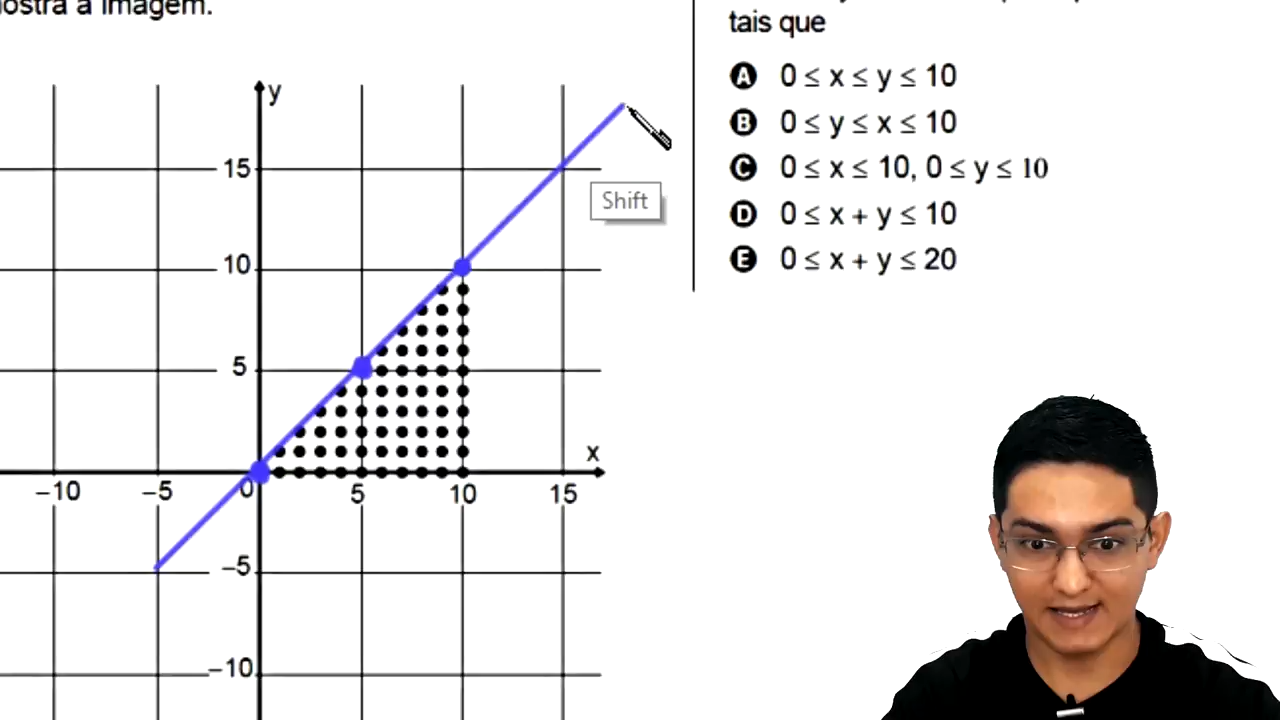 mostra a imagem.
tais que
A 0 ≤ x ≤ y ≤ 10
B 0 ≤ y ≤ x ≤ 10
C 0 ≤ x ≤ 10, 0 ≤ y ≤ 10
D 0 ≤ x + y ≤ 10
E 0 ≤ x + y ≤ 20
y
15
10
5
x
−10 −5 0 5 10 15
−5
−10
Shift